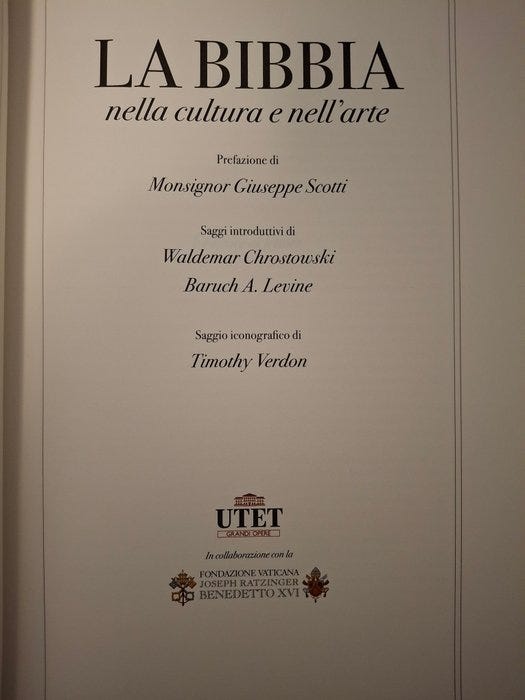 LA BIBBIA
nella cultura e nell'arte
Prefazione di
Monsignor Giuseppe Scotti
Saggi introduttivi di
Waldemar Chrostowski
Baruch A. Levine
Saggio iconografico di
Timothy Verdon
UTET
GRANDI OPERE
In collaborazione con la
FONDAZIONE VATICANA
JOSEPH RATZINGER
BENEDETTO XVI